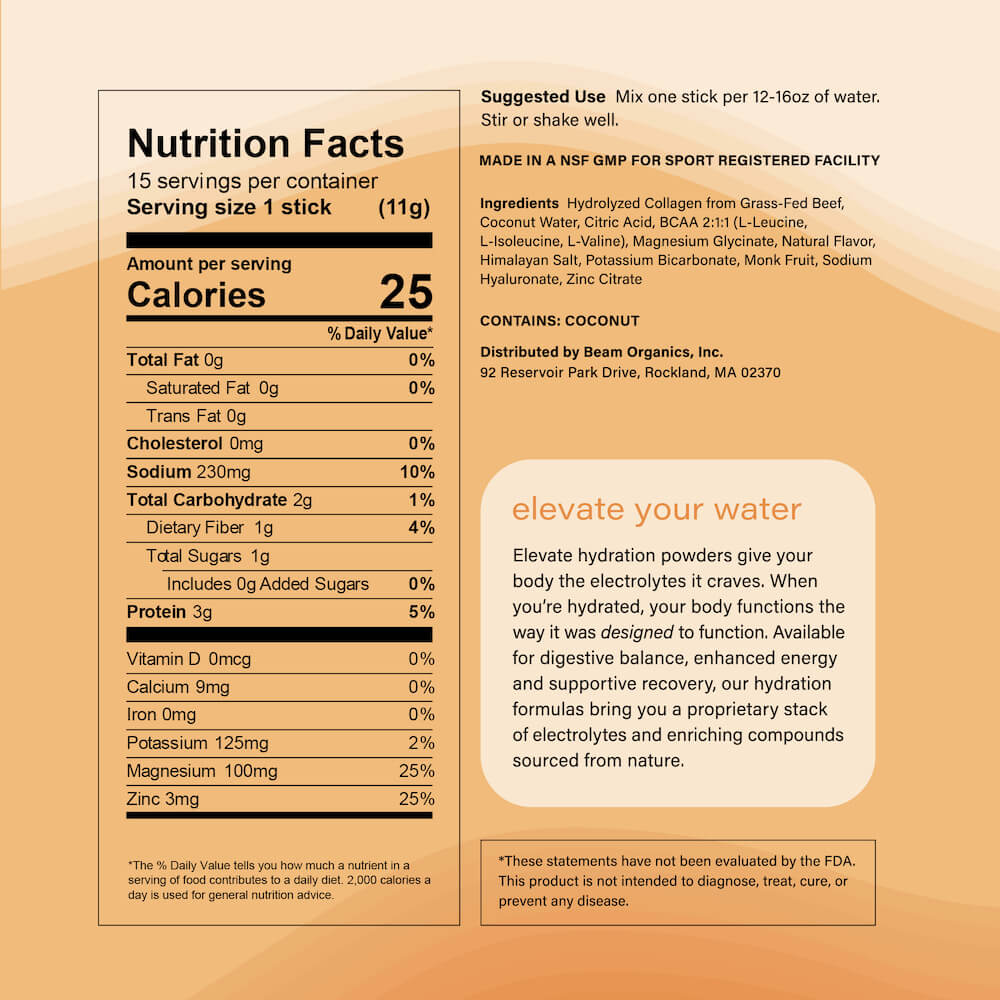 Nutrition Facts
15 servings per container
Serving size 1 stick (11g)
Amount per serving
Calories 25
% Daily Value*
Total Fat 0g 0%
Saturated Fat 0g 0%
Trans Fat 0g
Cholesterol 0mg 0%
Sodium 230mg 10%
Total Carbohydrate 2g 1%
Dietary Fiber 1g 4%
Total Sugars 1g
Includes 0g Added Sugars 0%
Protein 3g 5%
Vitamin D 0mcg 0%
Calcium 9mg 0%
Iron 0mg 0%
Potassium 125mg 2%
Magnesium 100mg 25%
Zinc 3mg 25%
*The % Daily Value tells you how much a nutrient in a
serving of food contributes to a daily diet. 2,000 calories a
day is used for general nutrition advice.
Suggested Use Mix one stick per 12-16oz of water.
Stir or shake well.
MADE IN A NSF GMP FOR SPORT REGISTERED FACILITY
Ingredients Hydrolyzed Collagen from Grass-Fed Beef,
Coconut Water, Citric Acid, BCAA 2:1:1 (L-Leucine,
L-Isoleucine, L-Valine), Magnesium Glycinate, Natural Flavor,
Himalayan Salt, Potassium Bicarbonate, Monk Fruit, Sodium
Hyaluronate, Zinc Citrate
CONTAINS: COCONUT
Distributed by Beam Organics, Inc.
92 Reservoir Park Drive, Rockland, MA 02370
elevate your water
Elevate hydration powders give your
body the electrolytes it craves. When
you're hydrated, your body functions the
way it was designed to function. Available
for digestive balance, enhanced energy
and supportive recovery, our hydration
formulas bring you a proprietary stack
of electrolytes and enriching compounds
sourced from nature.
*These statements have not been evaluated by the FDA.
This product is not intended to diagnose, treat, cure, or
prevent any disease.